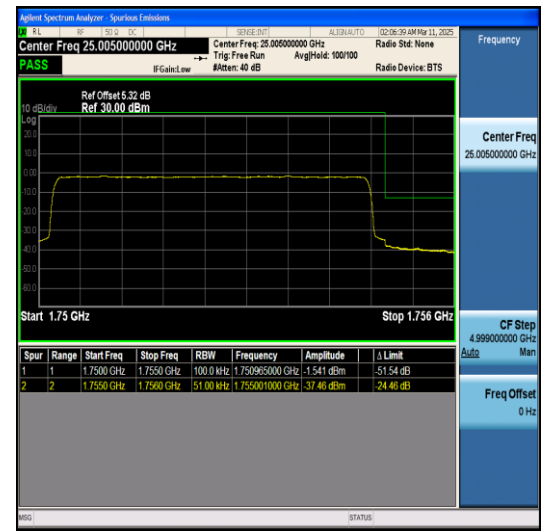 Agilent Spectrum Analyzer - Spurious Emissions
RL RF 50 Ω DC SENSE:INT ALIGNAUTO 02:06:39 AM Mar 11, 2025
Center Freq 25.005000000 GHz
Center Freq: 25.005000000 GHz
Radio Std: None
Trig: Free Run Avg|Hold: 100/100
PASS
IFGain:Low
#Atten: 40 dB
Radio Device: BTS
Ref Offset 5.32 dB
10 dB/div Ref 30.00 dBm
Log
20.0
10.0
0.00
-10.0
-20.0
-30.0
-40.0
-50.0
-60.0
Start 1.75 GHz Stop 1.756 GHz
Spur Range Start Freq Stop Freq RBW Frequency Amplitude Δ Limit
1 1 1.7500 GHz 1.7550 GHz 100.0 kHz 1.750965000 GHz -1.541 dBm -51.54 dB
2 2 1.7550 GHz 1.7560 GHz 51.00 kHz 1.755001000 GHz -37.46 dBm -24.46 dB
MSG STATUS
Frequency
Center Freq
25.005000000 GHz
CF Step
4.999000000 GHz
Auto Man
Freq Offset
0 Hz